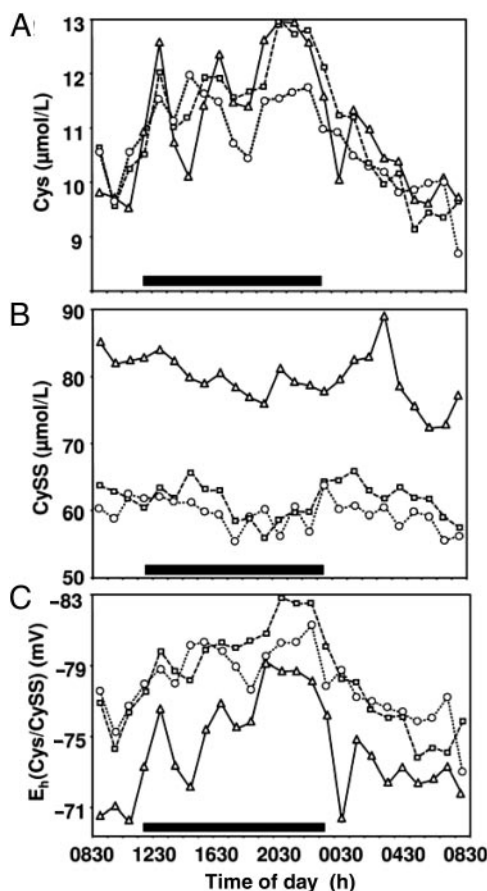 A
13
12
11
10
9
Cys (μmol/L)
B
90
80
70
60
50
CySS (μmol/L)
C
−83
−79
−75
−71
Eh(Cys/CySS) (mV)
0830 1230 1630 2030 0030 0430 0830
Time of day (h)